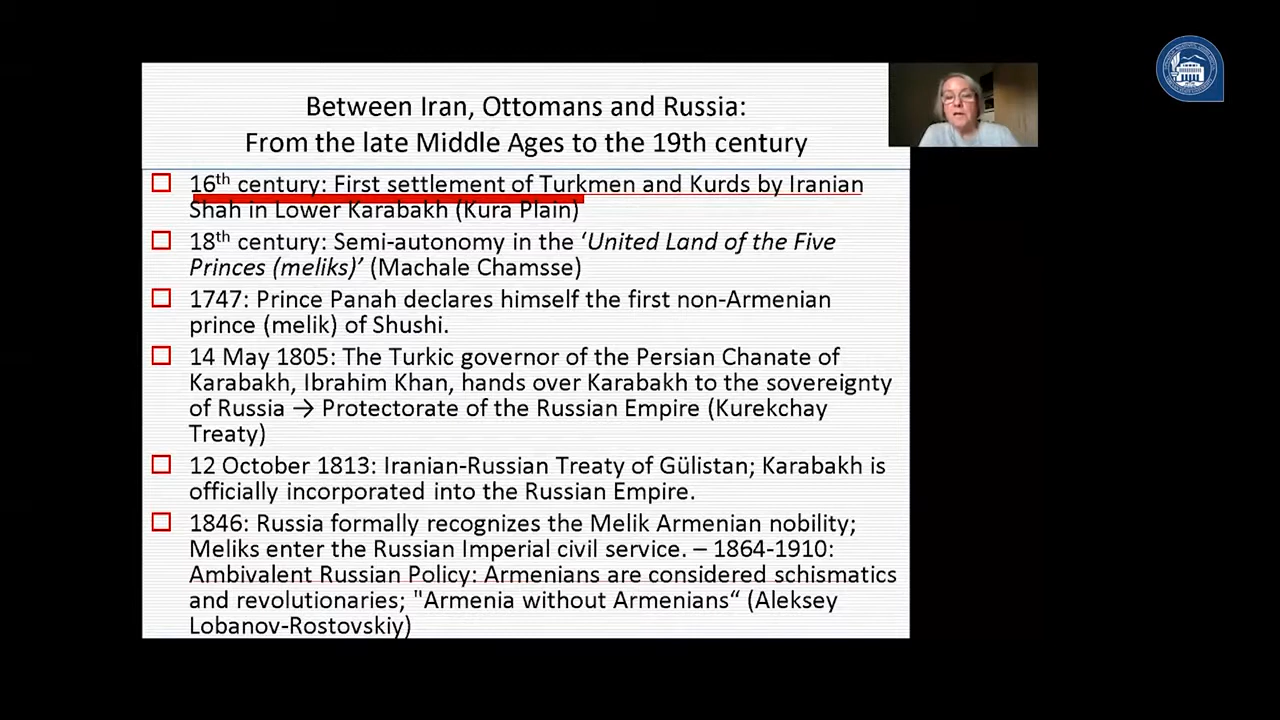 Between Iran, Ottomans and Russia:
From the late Middle Ages to the 19th century
16th century: First settlement of Turkmen and Kurds by Iranian
Shah in Lower Karabakh (Kura Plain)
18th century: Semi-autonomy in the ‘United Land of the Five
Princes (meliks)’ (Machale Chamsse)
1747: Prince Panah declares himself the first non-Armenian
prince (melik) of Shushi.
14 May 1805: The Turkic governor of the Persian Chanate of
Karabakh, Ibrahim Khan, hands over Karabakh to the sovereignty
of Russia → Protectorate of the Russian Empire (Kurekchay
Treaty)
12 October 1813: Iranian-Russian Treaty of Gülistan; Karabakh is
officially incorporated into the Russian Empire.
1846: Russia formally recognizes the Melik Armenian nobility;
Meliks enter the Russian Imperial civil service. – 1864-1910:
Ambivalent Russian Policy: Armenians are considered schismatics
and revolutionaries; "Armenia without Armenians“ (Aleksey
Lobanov-Rostovskiy)